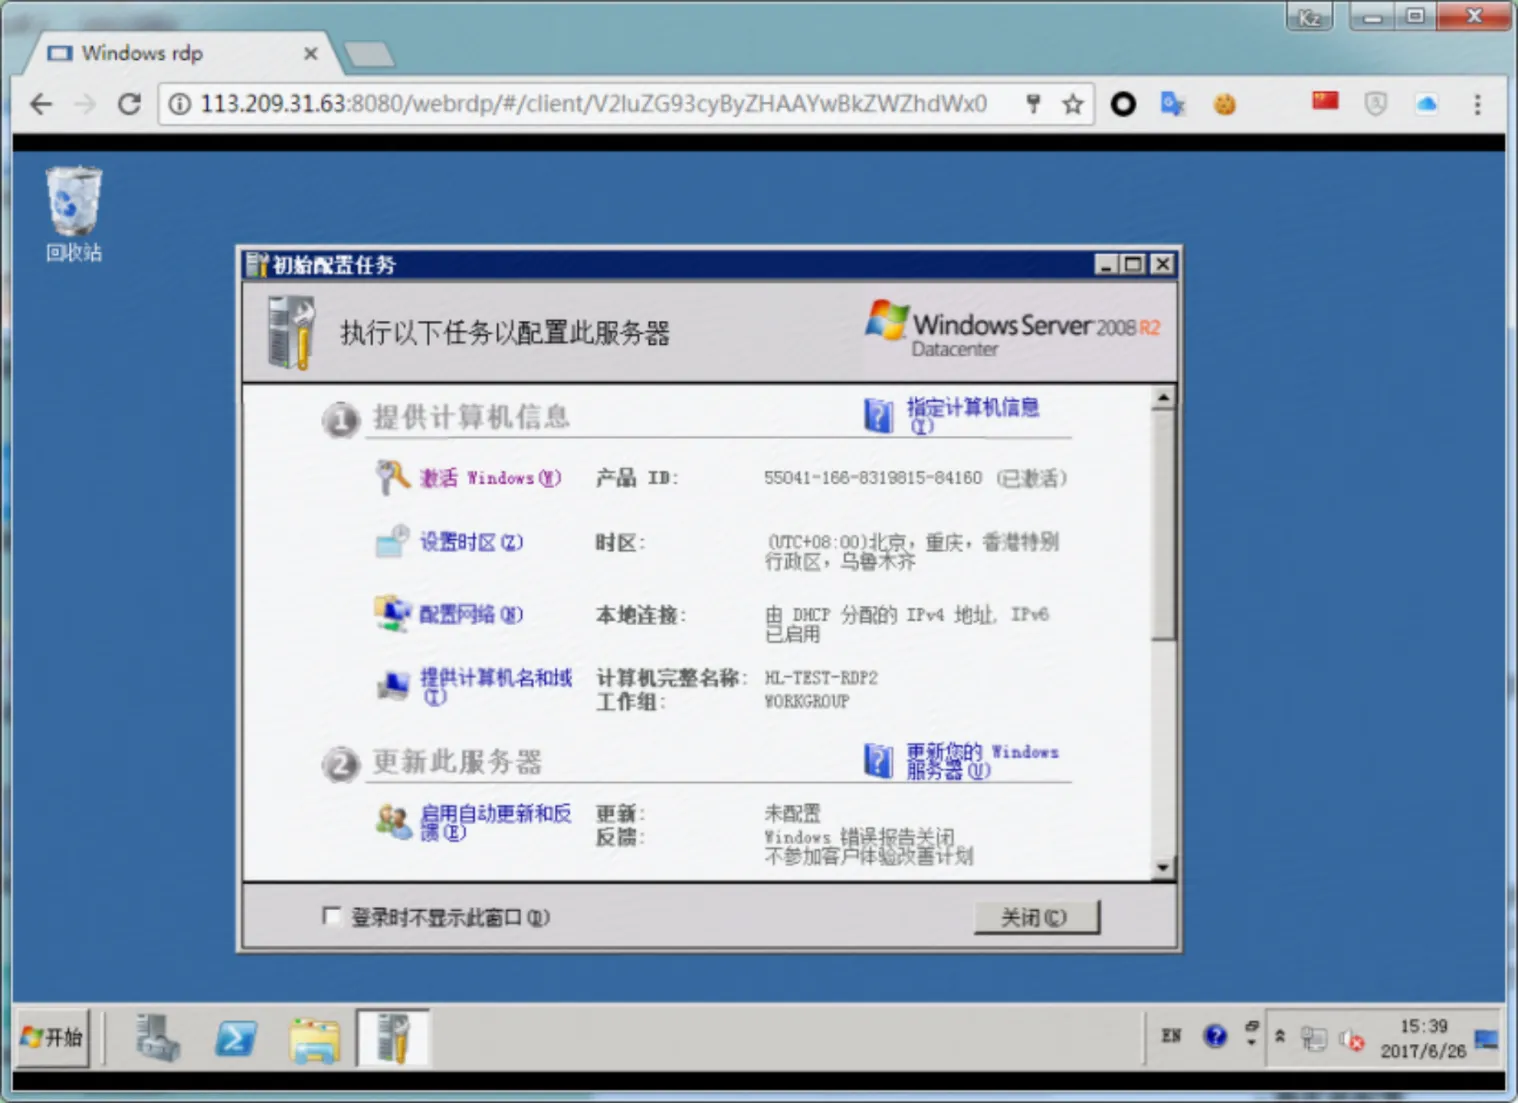 Kz
Windows rdp
113.209.31.63:8080/webrdp/#/client/V2luZG93cyByZHAAYwBkZWZhdWx0
回收站
初始配置任务
执行以下任务以配置此服务器
Windows Server 2008 R2
Datacenter
1 提供计算机信息
指定计算机信息
(I)
激活 Windows(W) 产品 ID: 55041-166-8319815-84160 (已激活)
设置时区(Z) 时区: (UTC+08:00)北京，重庆，香港特别
行政区，乌鲁木齐
配置网络(N) 本地连接: 由 DHCP 分配的 IPv4 地址, IPv6
已启用
提供计算机名和域 计算机完整名称: HL-TEST-RDP2
工作组: WORKGROUP
2 更新此服务器
更新您的 Windows
服务器(U)
启用自动更新和反 更新: 未配置
馈(E) 反馈: Windows 错误报告关闭
不参加客户体验改善计划
登录时不显示此窗口(D)
关闭(C)
开始
EN
15:39
2017/6/26